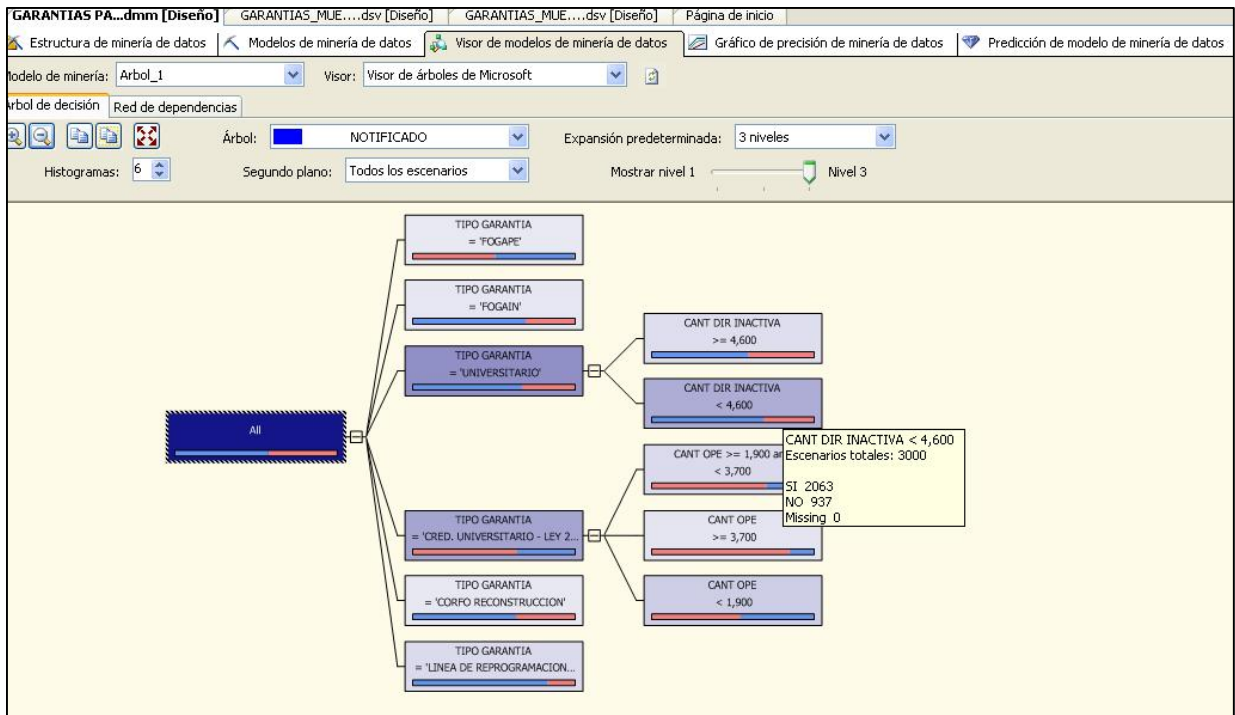 GARANTIAS PA...dmm [Diseño] GARANTIAS_MUE....dsv [Diseño] GARANTIAS_MUE....dsv [Diseño] Página de inicio
Estructura de minería de datos Modelos de minería de datos Visor de modelos de minería de datos Gráfico de precisión de minería de datos Predicción de modelo de minería de datos
Modelo de minería: Arbol_1 Visor: Visor de árboles de Microsoft
Árbol de decisión Red de dependencias
Árbol: NOTIFICADO Expansión predeterminada: 3 niveles
Histogramas: 6 Segundo plano: Todos los escenarios Mostrar nivel 1 Nivel 3
TIPO GARANTIA
= 'FOGAPE'
TIPO GARANTIA
= 'FOGAIN'
CANT DIR INACTIVA
>= 4,600
TIPO GARANTIA
= 'UNIVERSITARIO'
CANT DIR INACTIVA
< 4,600
All
CANT DIR INACTIVA < 4,600
Escenarios totales: 3000
SI 2063
NO 937
Missing 0
CANT OPE >= 1,900 an
< 3,700
TIPO GARANTIA
= 'CRED. UNIVERSITARIO - LEY 2...
CANT OPE
>= 3,700
TIPO GARANTIA
= 'CORFO RECONSTRUCCION'
CANT OPE
< 1,900
TIPO GARANTIA
= 'LINEA DE REPROGRAMACION...